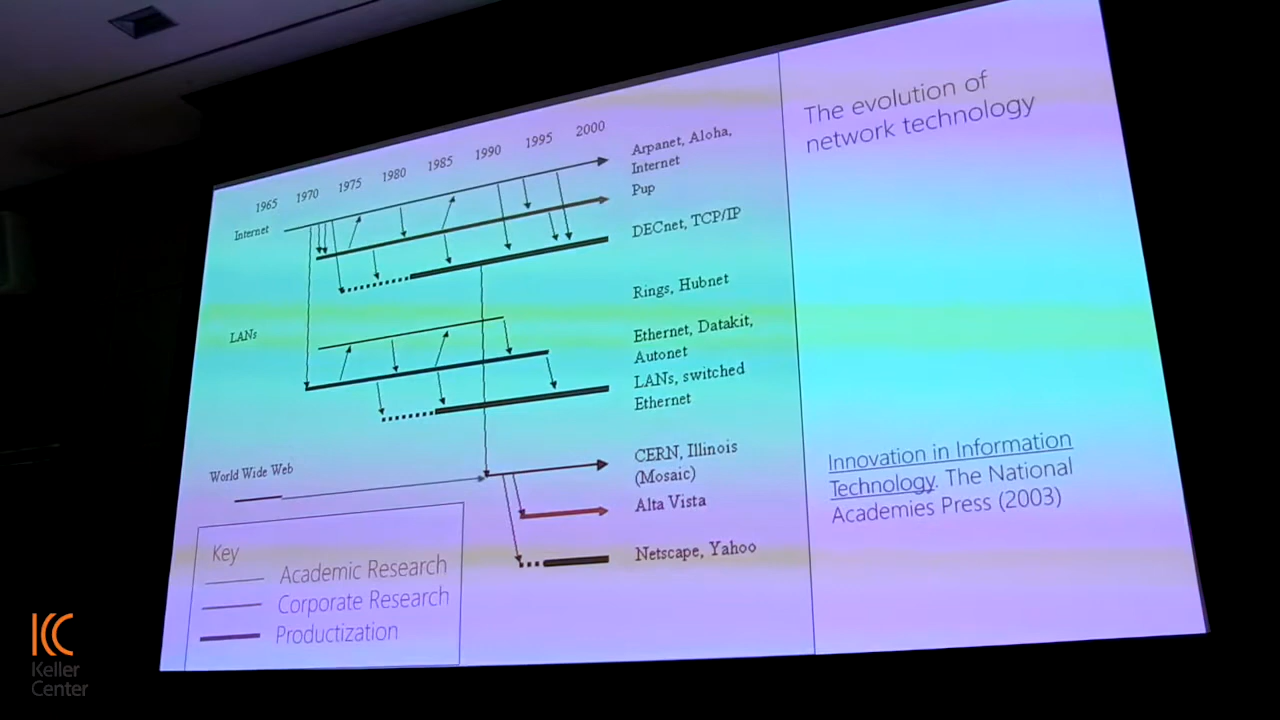 The evolution of
network technology
1965 1970 1975 1980 1985 1990 1995 2000
Internet
Arpanet, Aloha,
Internet
Pup
DECnet, TCP/IP
LANs
Rings, Hubnet
Ethernet, Datakit,
Autonet
LANs, switched
Ethernet
World Wide Web
CERN, Illinois
(Mosaic)
Alta Vista
Netscape, Yahoo
Key
Academic Research
Corporate Research
Productization
Innovation in Information
Technology. The National
Academies Press (2003)
KC
Keller
Center